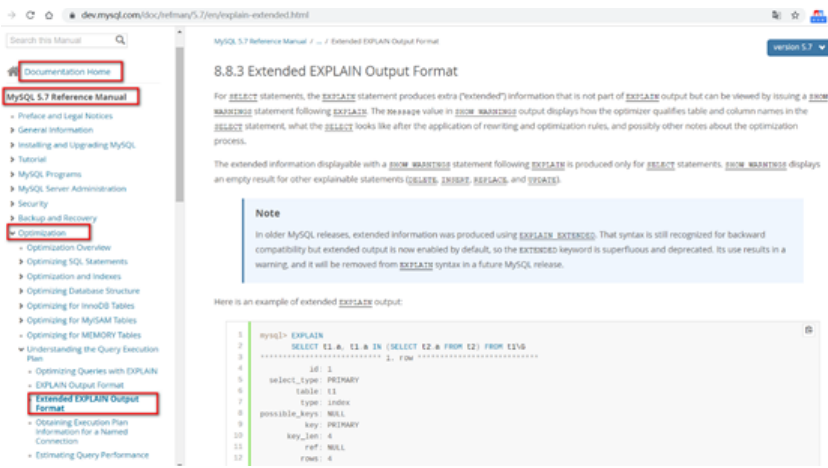 dev.mysql.com/doc/refman/5.7/en/explain-extended.html
Search this Manual
Documentation Home
MySQL 5.7 Reference Manual
Preface and Legal Notices
General Information
Installing and Upgrading MySQL
Tutorial
MySQL Programs
MySQL Server Administration
Security
Backup and Recovery
Optimization
Optimization Overview
Optimizing SQL Statements
Optimization and Indexes
Optimizing Database Structure
Optimizing for InnoDB Tables
Optimizing for MyISAM Tables
Optimizing for MEMORY Tables
Understanding the Query Execution
Plan
Optimizing Queries with EXPLAIN
EXPLAIN Output Format
Extended EXPLAIN Output
Format
Obtaining Execution Plan
Information for a Named
Connection
Estimating Query Performance
MySQL 5.7 Reference Manual / ... / Extended EXPLAIN Output Format
version 5.7
8.8.3 Extended EXPLAIN Output Format
For SELECT statements, the EXPLAIN statement produces extra ("extended") information that is not part of EXPLAIN output but can be viewed by issuing a SHOW
WARNINGS statement following EXPLAIN. The Message value in SHOW WARNINGS output displays how the optimizer qualifies table and column names in the
SELECT statement, what the SELECT looks like after the application of rewriting and optimization rules, and possibly other notes about the optimization
process.
The extended information displayable with a SHOW WARNINGS statement following EXPLAIN is produced only for SELECT statements. SHOW WARNINGS displays
an empty result for other explainable statements (DELETE, INSERT, REPLACE, and UPDATE).
Note
In older MySQL releases, extended information was produced using EXPLAIN EXTENDED. That syntax is still recognized for backward
compatibility but extended output is now enabled by default, so the EXTENDED keyword is superfluous and deprecated. Its use results in a
warning, and it will be removed from EXPLAIN syntax in a future MySQL release.
Here is an example of extended EXPLAIN output:
1 mysql> EXPLAIN
2 SELECT t1.a, t1.a IN (SELECT t2.a FROM t2) FROM t1\G
3 *************************** 1. row ***************************
4 id: 1
5 select_type: PRIMARY
6 table: t1
7 type: index
8 possible_keys: NULL
9 key: PRIMARY
10 key_len: 4
11 ref: NULL
12 rows: 4